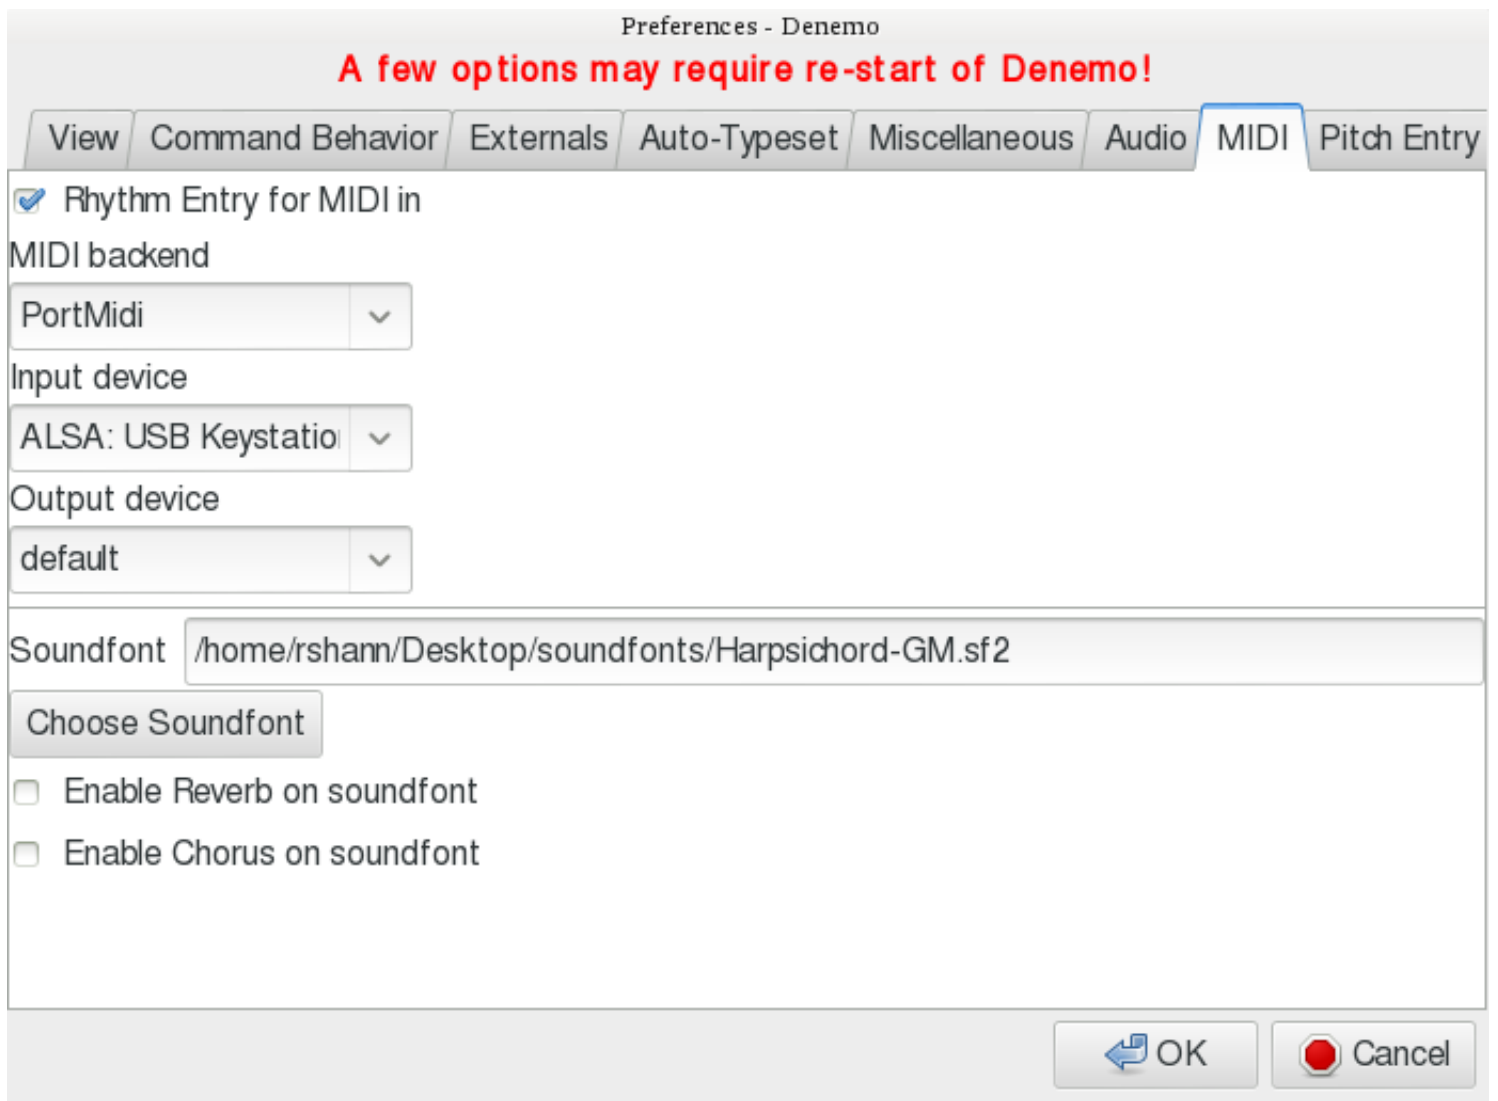 Preferences - Denemo
A few options may require re-start of Denemo!
View Command Behavior Externals Auto-Typeset Miscellaneous Audio MIDI Pitch Entry
Rhythm Entry for MIDI in
MIDI backend
PortMidi
Input device
ALSA: USB Keystatio
Output device
default
Soundfont /home/rshann/Desktop/soundfonts/Harpsichord-GM.sf2
Choose Soundfont
Enable Reverb on soundfont
Enable Chorus on soundfont
OK Cancel